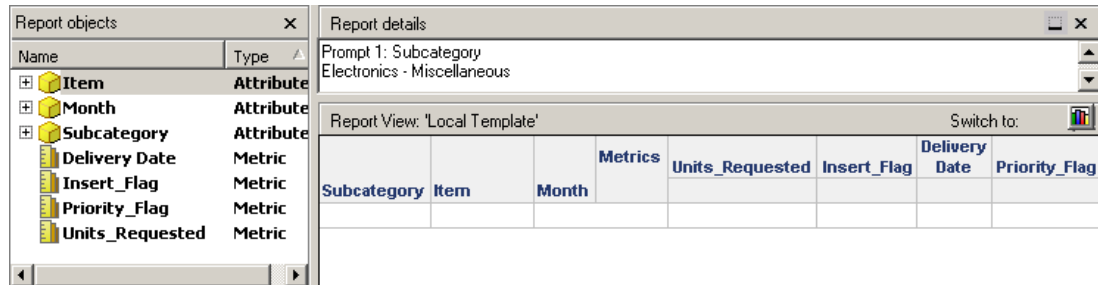 Report objects
Name Type
Item Attribute
Month Attribute
Subcategory Attribute
Delivery Date Metric
Insert_Flag Metric
Priority_Flag Metric
Units_Requested Metric
Report details
Prompt 1: Subcategory
Electronics - Miscellaneous
Report View: 'Local Template' Switch to:
Subcategory Item Month Metrics Units_Requested Insert_Flag Delivery Date Priority_Flag